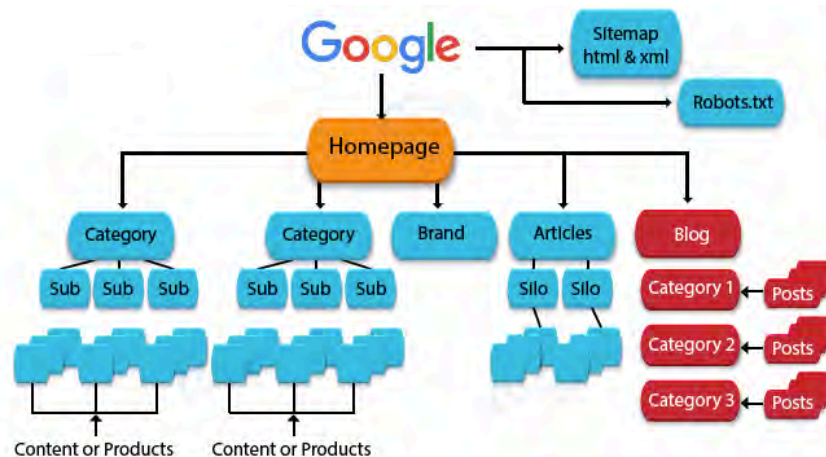 Google
Sitemap
html & xml
Robots.txt
Homepage
Category
Category
Brand
Articles
Blog
Sub
Sub
Sub
Sub
Sub
Sub
Silo
Silo
Category 1
Posts
Category 2
Posts
Category 3
Posts
Content or Products
Content or Products